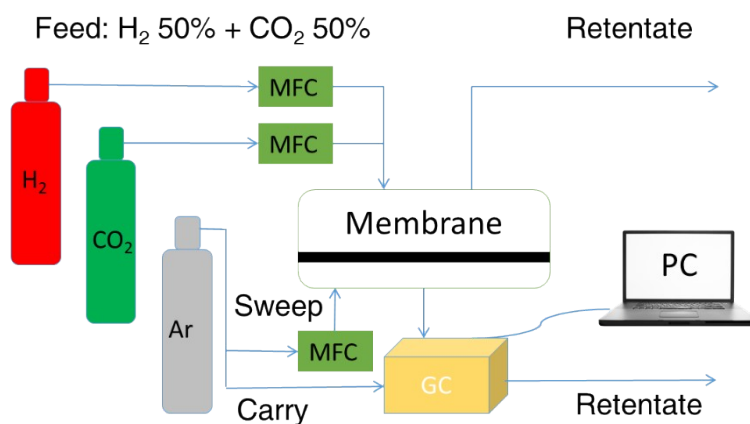 Feed: H₂ 50% + CO₂ 50%
Retentate
MFC
MFC
H₂
CO₂
Membrane
PC
Ar
Sweep
MFC
GC
Carry
Retentate